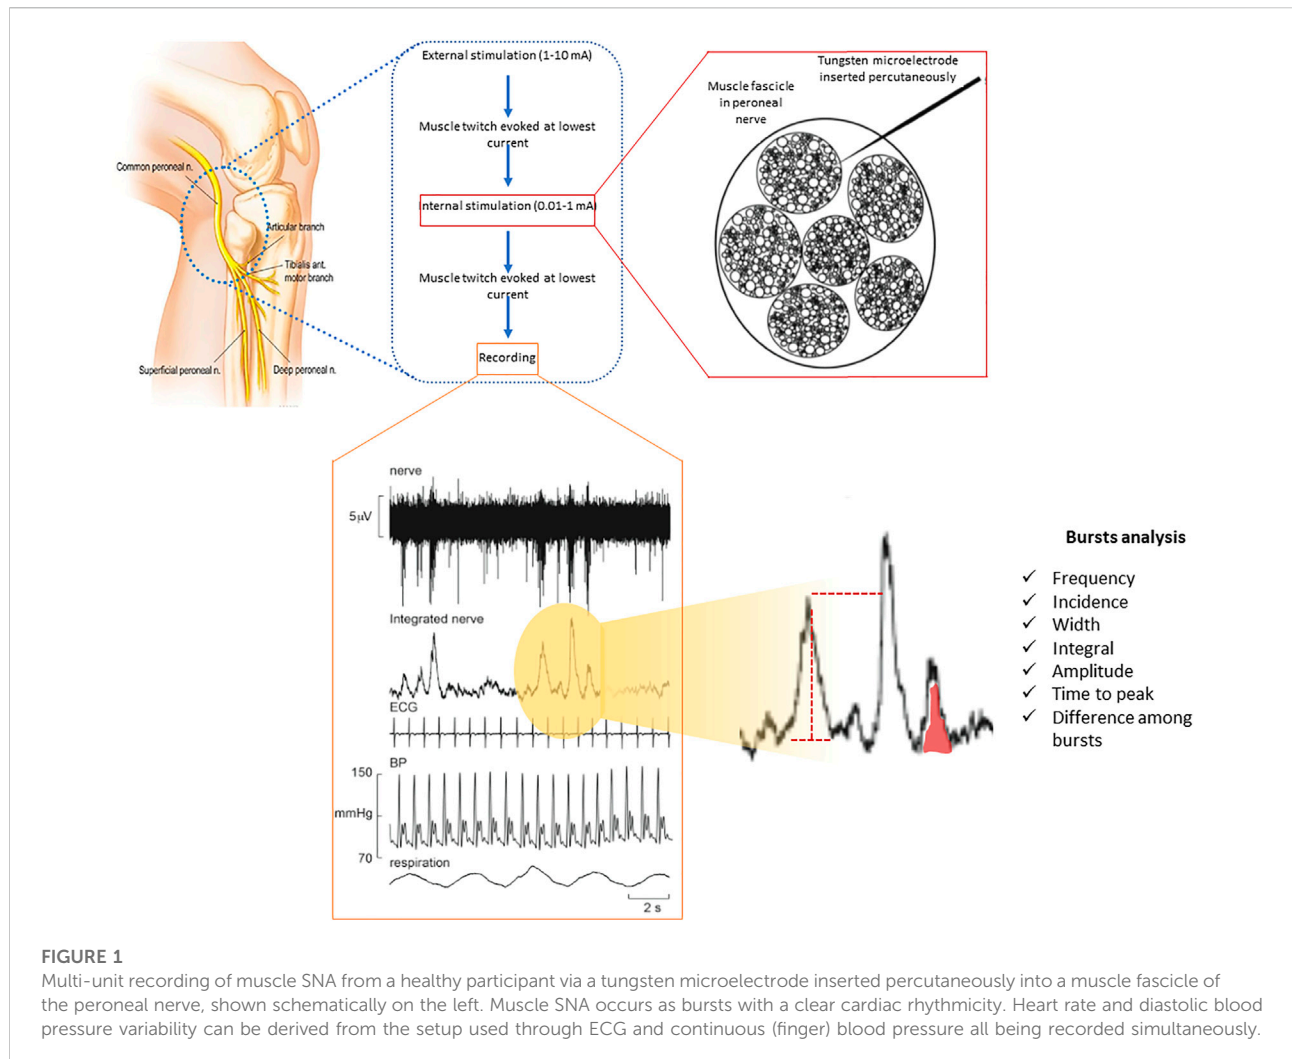 External stimulation (1-10 mA)
Muscle twitch evoked at lowest
current
Internal stimulation (0.01-1 mA)
Muscle twitch evoked at lowest
current
Recording
Common peroneal n.
Articular branch
Tibialis ant.
motor branch
Superficial peroneal n.
Deep peroneal n.
Tungsten microelectrode
inserted percutaneously
Muscle fascicle
in peroneal
nerve
nerve
5μV
Integrated nerve
ECG
BP
150
mmHg
70
respiration
2 s
Bursts analysis
✓ Frequency
✓ Incidence
✓ Width
✓ Integral
✓ Amplitude
✓ Time to peak
✓ Difference among
bursts
FIGURE 1
Multi-unit recording of muscle SNA from a healthy participant via a tungsten microelectrode inserted percutaneously into a muscle fascicle of
the peroneal nerve, shown schematically on the left. Muscle SNA occurs as bursts with a clear cardiac rhythmicity. Heart rate and diastolic blood
pressure variability can be derived from the setup used through ECG and continuous (finger) blood pressure all being recorded simultaneously.